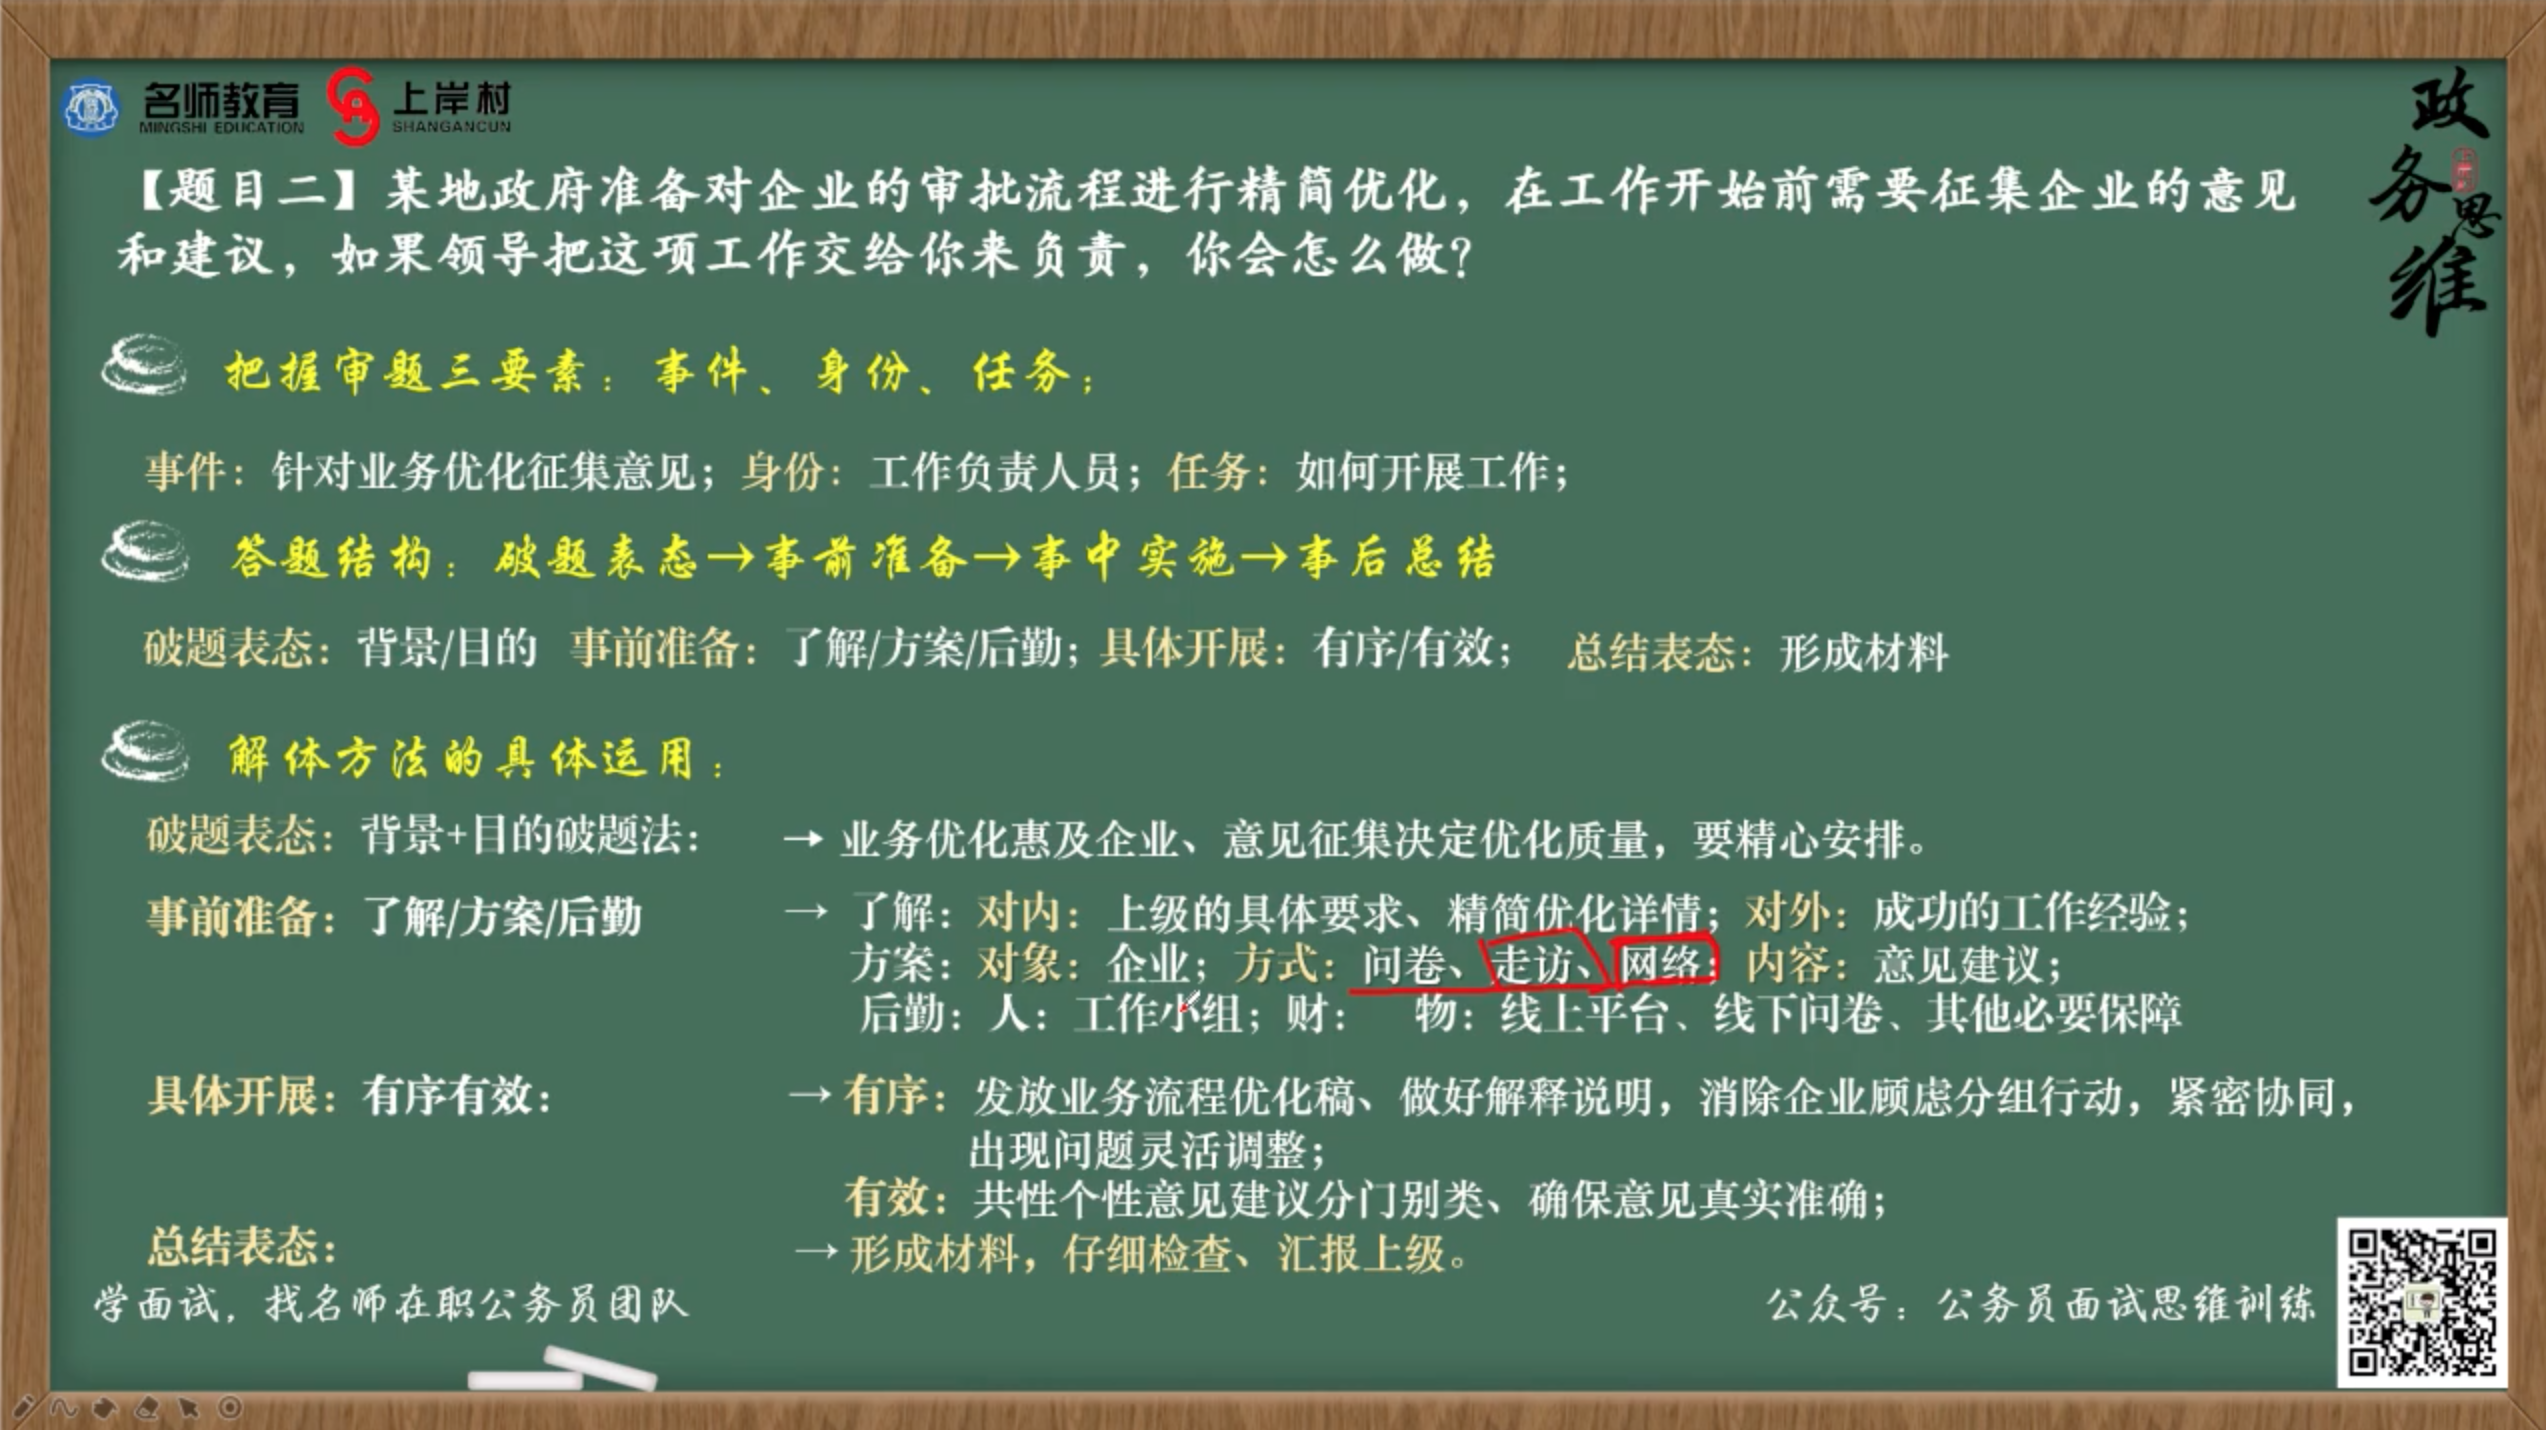 名师教育
MINGSHI EDUCATION
上岸村
SHANGANCUN
政务思维
【题目二】某地政府准备对企业的审批流程进行精简优化，在工作开始前需要征集企业的意见
和建议，如果领导把这项工作交给你来负责，你会怎么做？
把握审题三要素：事件、身份、任务；
事件：针对业务优化征集意见；身份：工作负责人员；任务：如何开展工作；
答题结构：破题表态→事前准备→事中实施→事后总结
破题表态：背景/目的 事前准备：了解/方案/后勤；具体开展：有序/有效； 总结表态：形成材料
解体方法的具体运用：
破题表态：背景+目的破题法： → 业务优化惠及企业、意见征集决定优化质量，要精心安排。
事前准备：了解/方案/后勤 → 了解：对内：上级的具体要求、精简优化详情；对外：成功的工作经验；
方案：对象：企业；方式：问卷、走访、网络；内容：意见建议；
后勤：人：工作小组；财： 物：线上平台、线下问卷、其他必要保障
具体开展：有序有效： → 有序：发放业务流程优化稿、做好解释说明，消除企业顾虑分组行动，紧密协同，
出现问题灵活调整；
有效：共性个性意见建议分门别类、确保意见真实准确；
总结表态： → 形成材料，仔细检查、汇报上级。
学面试，找名师在职公务员团队
公众号：公务员面试思维训练